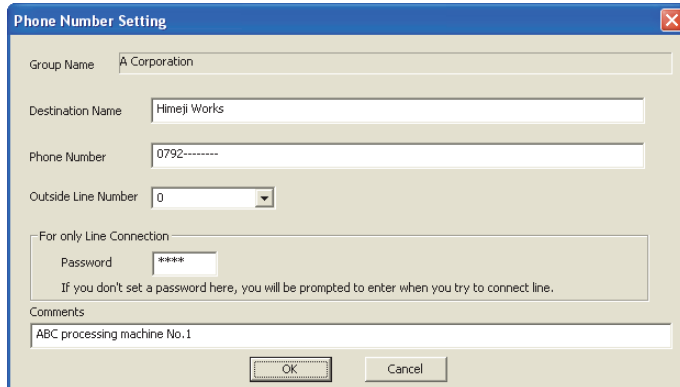 Phone Number Setting
Group Name A Corporation
Destination Name Himeji Works
Phone Number 0792--------
Outside Line Number 0
For only Line Connection
Password ****
If you don't set a password here, you will be prompted to enter when you try to connect line.
Comments
ABC processing machine No.1
OK Cancel